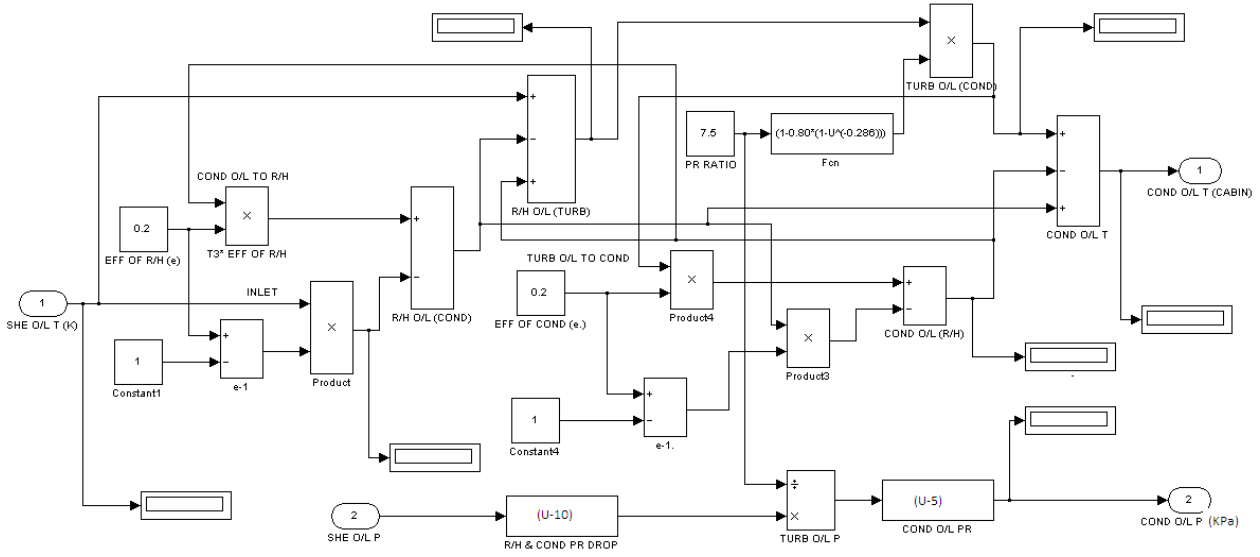 TURB O/L (COND)
7.5
PR RATIO
(1-0.80*(1-U^(-0.286)))
Fcn
COND O/L TO R/H
0.2
EFF OF R/H (e)
T3* EFF OF R/H
R/H O/L (TURB)
+
−
+
+
−
+
COND O/L T
1
COND O/L T (CABIN)
+
−
R/H O/L (COND)
TURB O/L TO COND
0.2
EFF OF COND (e.)
Product4
+
−
COND O/L (R/H)
1
SHE O/L T (K)
INLET
Product
+
−
e-1
1
Constant1
Product3
+
−
e-1.
1
Constant4
2
SHE O/L P
(U-10)
R/H & COND PR DROP
÷
×
TURB O/L P
(U-5)
COND O/L PR
2
COND O/L P (KPa)
×
×
×
×
×
-